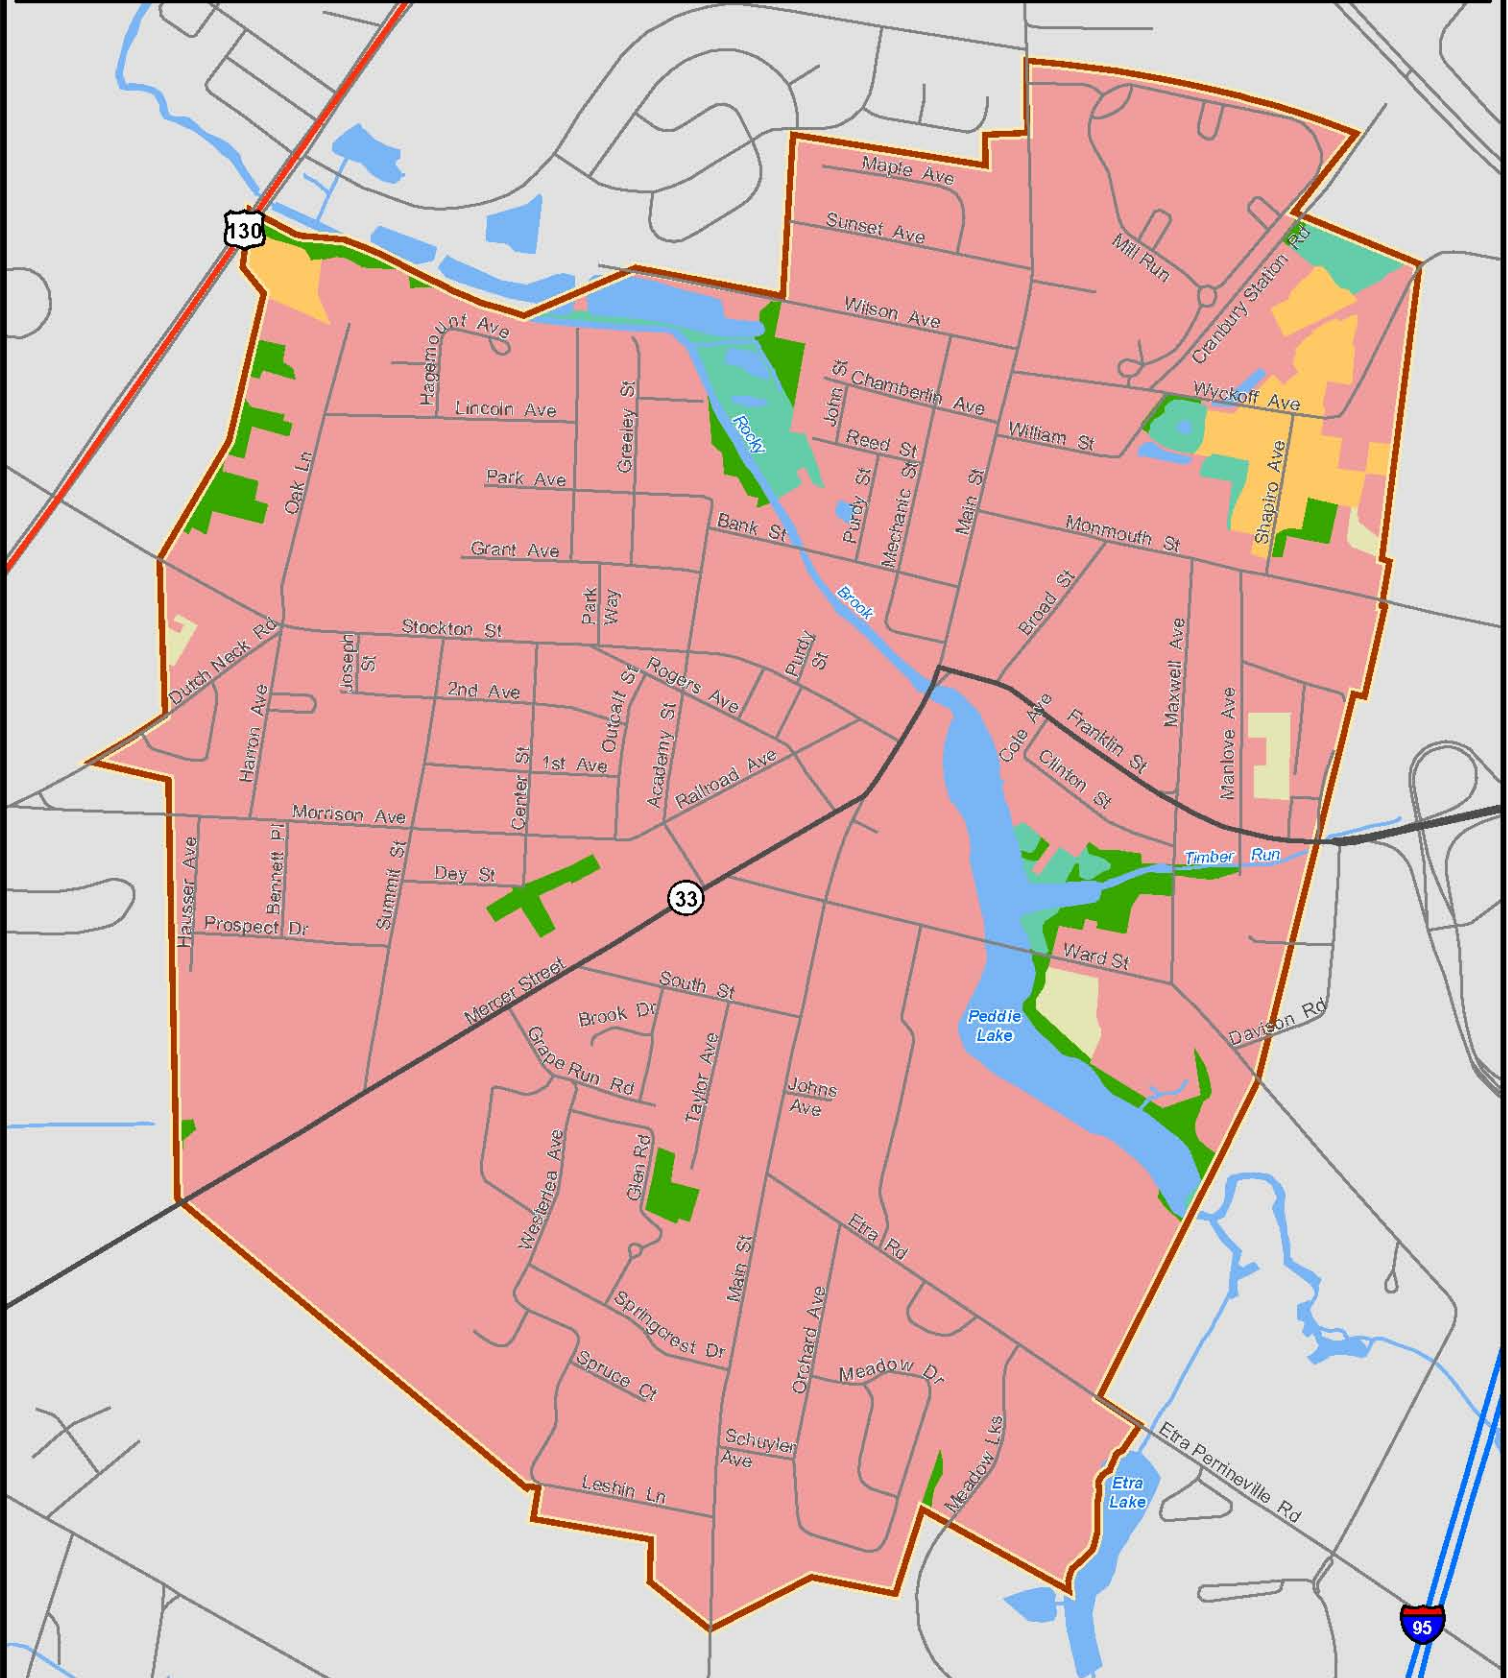 Maple Ave
130
Sunset Ave
Mill Run
Cranbury Station Rd
Wilson Ave
Hagemount Ave
John St
Chamberlin Ave
Wyckoff Ave
Lincoln Ave
Greeley St
Rocky
Reed St
William St
Oak Ln
Park Ave
Purdy St
Mechanic St
Main St
Shapiro Ave
Bank St
Monmouth St
Grant Ave
Park
Way
Brook
Broad St
Stockton St
Dutch Neck Rd
Joseph
St
Purdy
St
Rogers Ave
2nd Ave
Outcalt St
Maxwell Ave
Manlove Ave
Harron Ave
Academy St
Cole Ave
Franklin St
1st Ave
Center St
Railroad Ave
Clinton St
Morrison Ave
Hausser Ave
Bennett Pl
Summit St
Dey St
Timber Run
33
Prospect Dr
Ward St
Mercer Street
South St
Brook Dr
Peddie
Lake
Davison Rd
Grape Run Rd
Taylor Ave
Johns
Ave
Westerlea Ave
Glen Rd
Etra Rd
Main St
Springcrest Dr
Orchard Ave
Spruce Ct
Meadow Dr
Schuyler
Ave
Meadow Lks
Etra Perrineville Rd
Leshin Ln
Etra
Lake
95